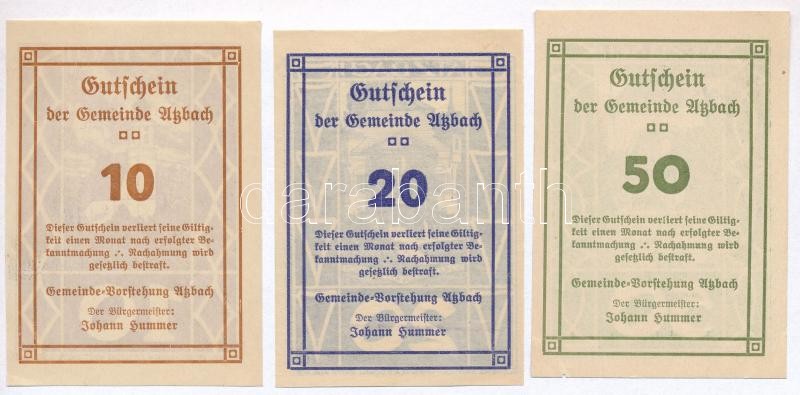 Gutschein
der Gemeinde Atzbach
10
Dieser Gutschein verliert seine Giltig-
keit einen Monat nach erfolgter Be-
kanntmachung .·. Nachahmung wird
gesetzlich bestraft.
Gemeinde=Vorstehung Atzbach
Der Bürgermeister:
Johann Hummer
Gutschein
der Gemeinde Atzbach
20
Dieser Gutschein verliert seine Giltig-
keit einen Monat nach erfolgter Be-
kanntmachung .·. Nachahmung wird
gesetzlich bestraft.
Gemeinde=Vorstehung Atzbach
Der Bürgermeister:
Johann Hummer
Gutschein
der Gemeinde Atzbach
50
Dieser Gutschein verliert seine Giltig-
keit einen Monat nach erfolgter Be-
kanntmachung .·. Nachahmung wird
gesetzlich bestraft.
Gemeinde=Vorstehung Atzbach
Der Bürgermeister:
Johann Hummer
darabanth